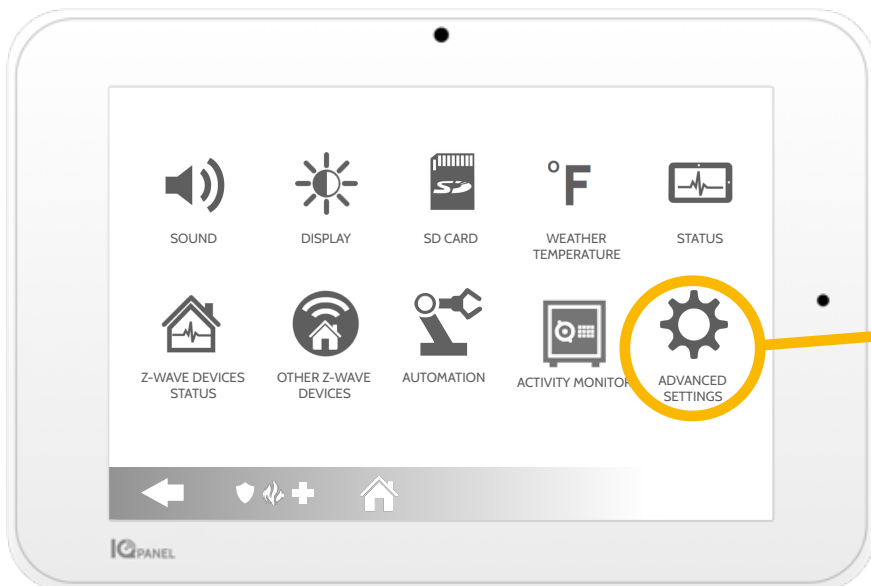 SOUND
DISPLAY
SD CARD
WEATHER
TEMPERATURE
STATUS
°F
SD
Z-WAVE DEVICES
STATUS
OTHER Z-WAVE
DEVICES
AUTOMATION
ACTIVITY MONITOR
ADVANCED
SETTINGS
IQ PANEL